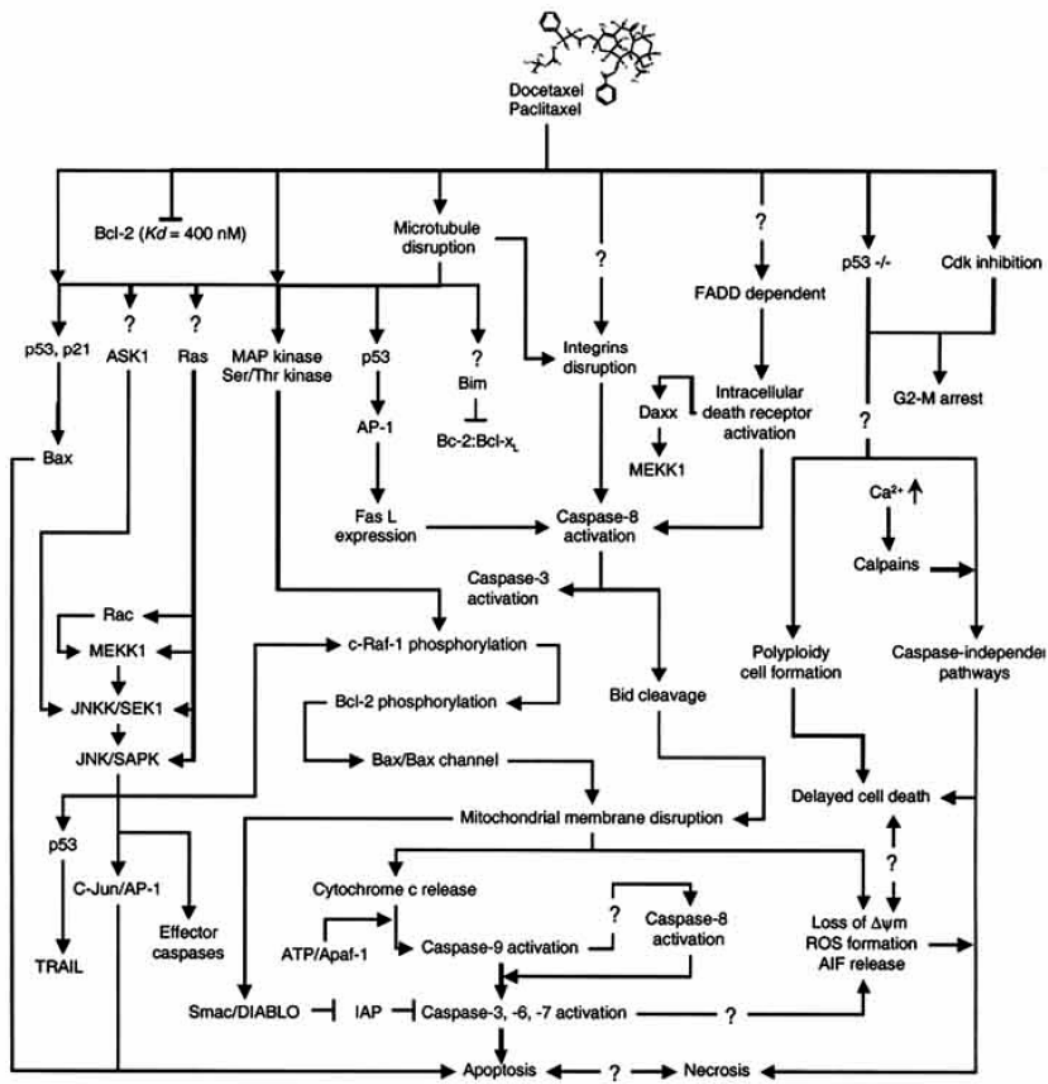 Docetaxel
Paclitaxel
Bcl-2 (Kd = 400 nM)
Microtubule
disruption
?
?
p53 -/-
Cdk inhibition
FADD dependent
?
?
p53, p21
ASK1
Ras
MAP kinase
Ser/Thr kinase
p53
?
Bim
Integrins
disruption
G2-M arrest
Daxx
Intracellular
death receptor
activation
?
AP-1
Bc-2:Bcl-xL
Bax
MEKK1
Ca2+
Fas L
expression
Caspase-8
activation
Calpains
Caspase-3
activation
Rac
c-Raf-1 phosphorylation
MEKK1
Polyploidy
cell formation
Caspase-independen
pathways
JNKK/SEK1
Bcl-2 phosphorylation
Bid cleavage
JNK/SAPK
Bax/Bax channel
Delayed cell death
Mitochondrial membrane disruption
p53
?
C-Jun/AP-1
Cytochrome c release
?
Caspase-8
activation
Loss of Δψm
ROS formation
AIF release
Effector
caspases
ATP/Apaf-1
Caspase-9 activation
TRAIL
Smac/DIABLO
IAP
Caspase-3, -6, -7 activation
?
Apoptosis
?
Necrosis